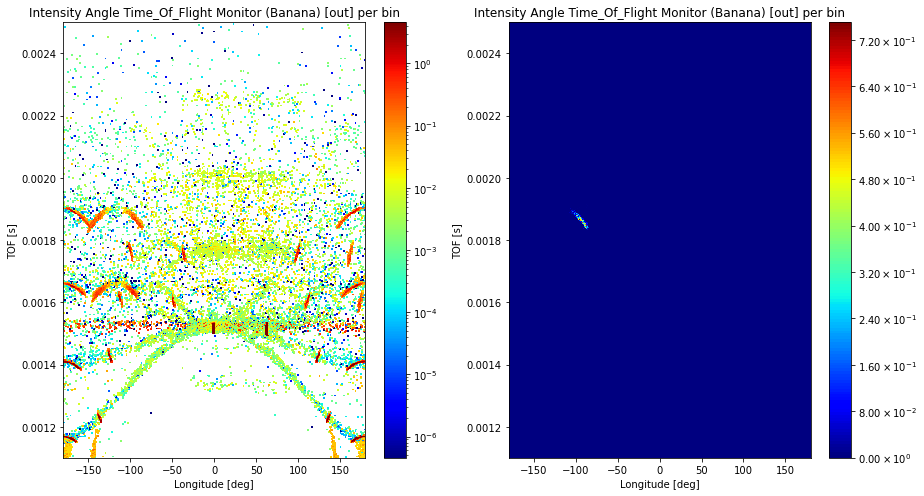 Intensity Angle Time_Of_Flight Monitor (Banana) [out] per bin
0.0024
0.0022
0.0020
0.0018
0.0016
0.0014
0.0012
TOF [s]
−150
−100
−50
0
50
100
150
Longitude [deg]
10⁰
10⁻¹
10⁻²
10⁻³
10⁻⁴
10⁻⁵
10⁻⁶
Intensity Angle Time_Of_Flight Monitor (Banana) [out] per bin
0.0024
0.0022
0.0020
0.0018
0.0016
0.0014
0.0012
TOF [s]
−150
−100
−50
0
50
100
150
Longitude [deg]
7.20 × 10⁻¹
6.40 × 10⁻¹
5.60 × 10⁻¹
4.80 × 10⁻¹
4.00 × 10⁻¹
3.20 × 10⁻¹
2.40 × 10⁻¹
1.60 × 10⁻¹
8.00 × 10⁻²
0.00 × 10⁰